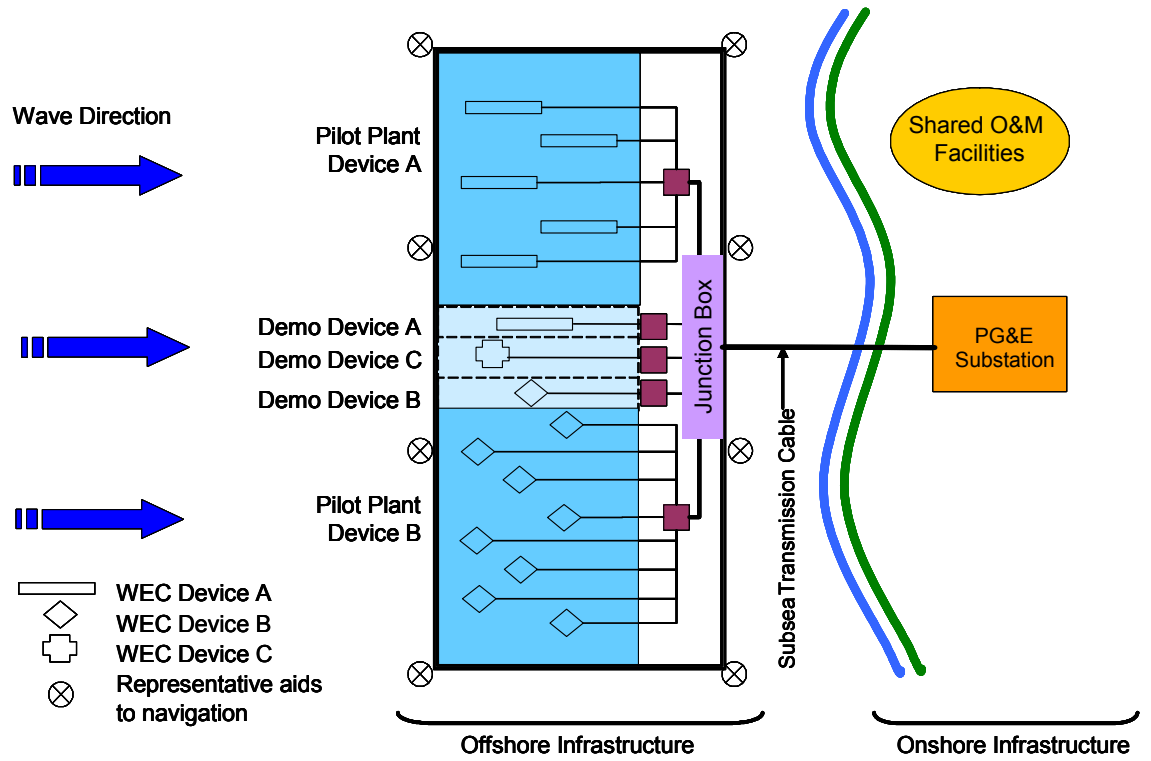 Wave Direction
Pilot Plant
Device A
Demo Device A
Demo Device C
Demo Device B
Pilot Plant
Device B
WEC Device A
WEC Device B
WEC Device C
Representative aids
to navigation
Junction Box
Subsea Transmission Cable
Shared O&M
Facilities
PG&E
Substation
Offshore Infrastructure
Onshore Infrastructure